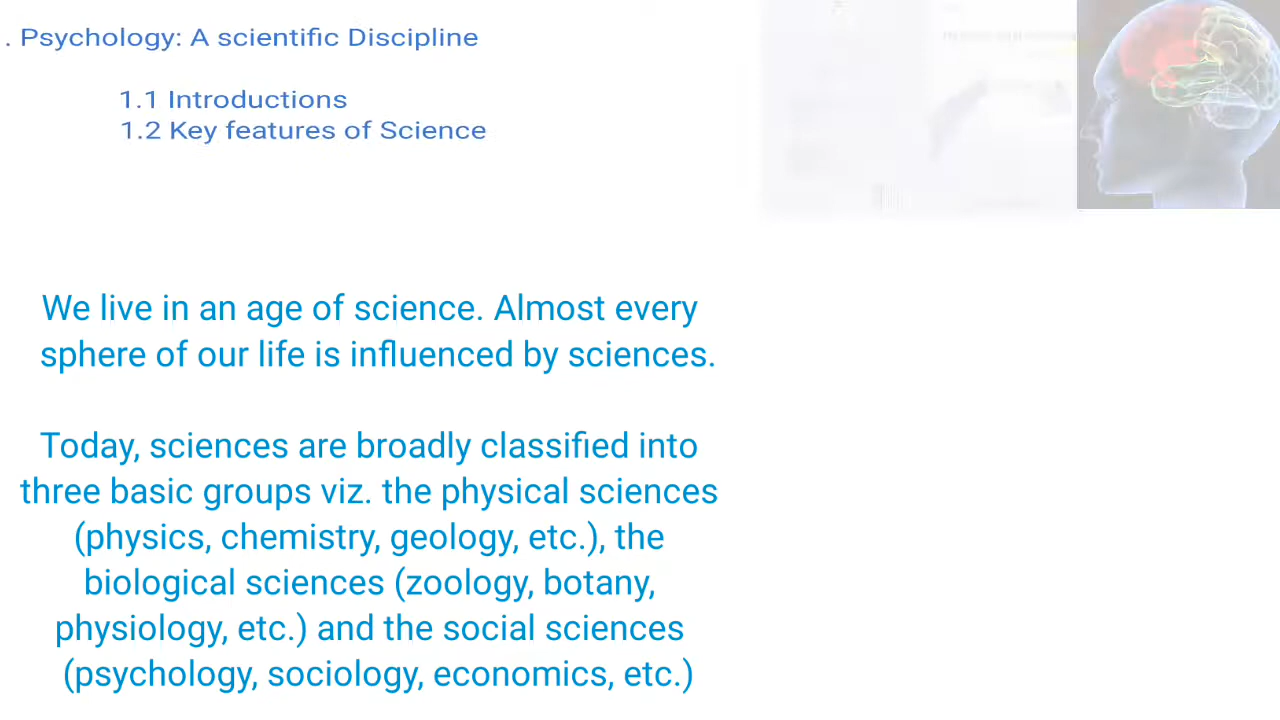 . Psychology: A scientific Discipline
1.1 Introductions
1.2 Key features of Science
We live in an age of science. Almost every
sphere of our life is influenced by sciences.
Today, sciences are broadly classified into
three basic groups viz. the physical sciences
(physics, chemistry, geology, etc.), the
biological sciences (zoology, botany,
physiology, etc.) and the social sciences
(psychology, sociology, economics, etc.)